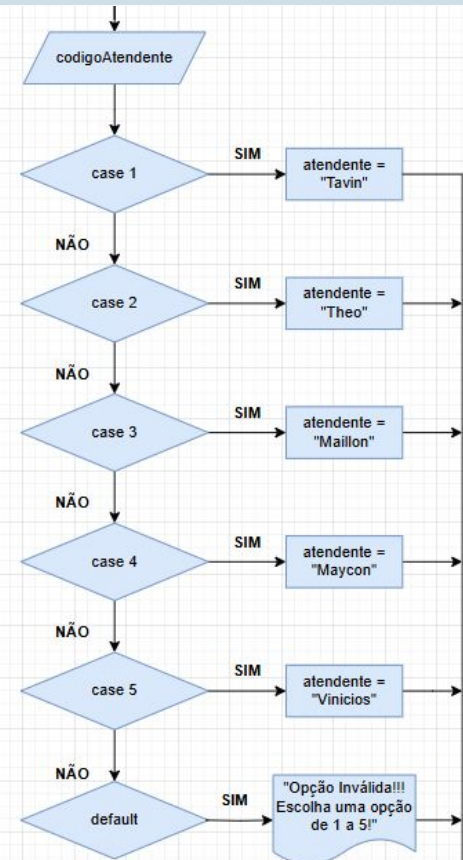 codigoAtendente
case 1
SIM
atendente =
"Tavin"
NÃO
case 2
SIM
atendente =
"Theo"
NÃO
case 3
SIM
atendente =
"Maillon"
NÃO
case 4
SIM
atendente =
"Maycon"
NÃO
case 5
SIM
atendente =
"Vinicios"
NÃO
default
SIM
"Opção Inválida!!!
Escolha uma opção
de 1 a 5!"